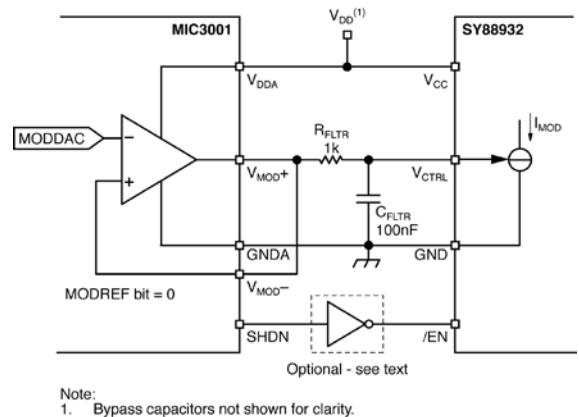 MIC3001
V_DD(1)
SY88932
V_DDA
V_CC
MODDAC
–
+
R_FLTR
1k
I_MOD
V_MOD+
V_CTRL
C_FLTR
100nF
GNDA
GND
MODREF bit = 0
V_MOD–
SHDN
/EN
Optional - see text
Note:
1. Bypass capacitors not shown for clarity.